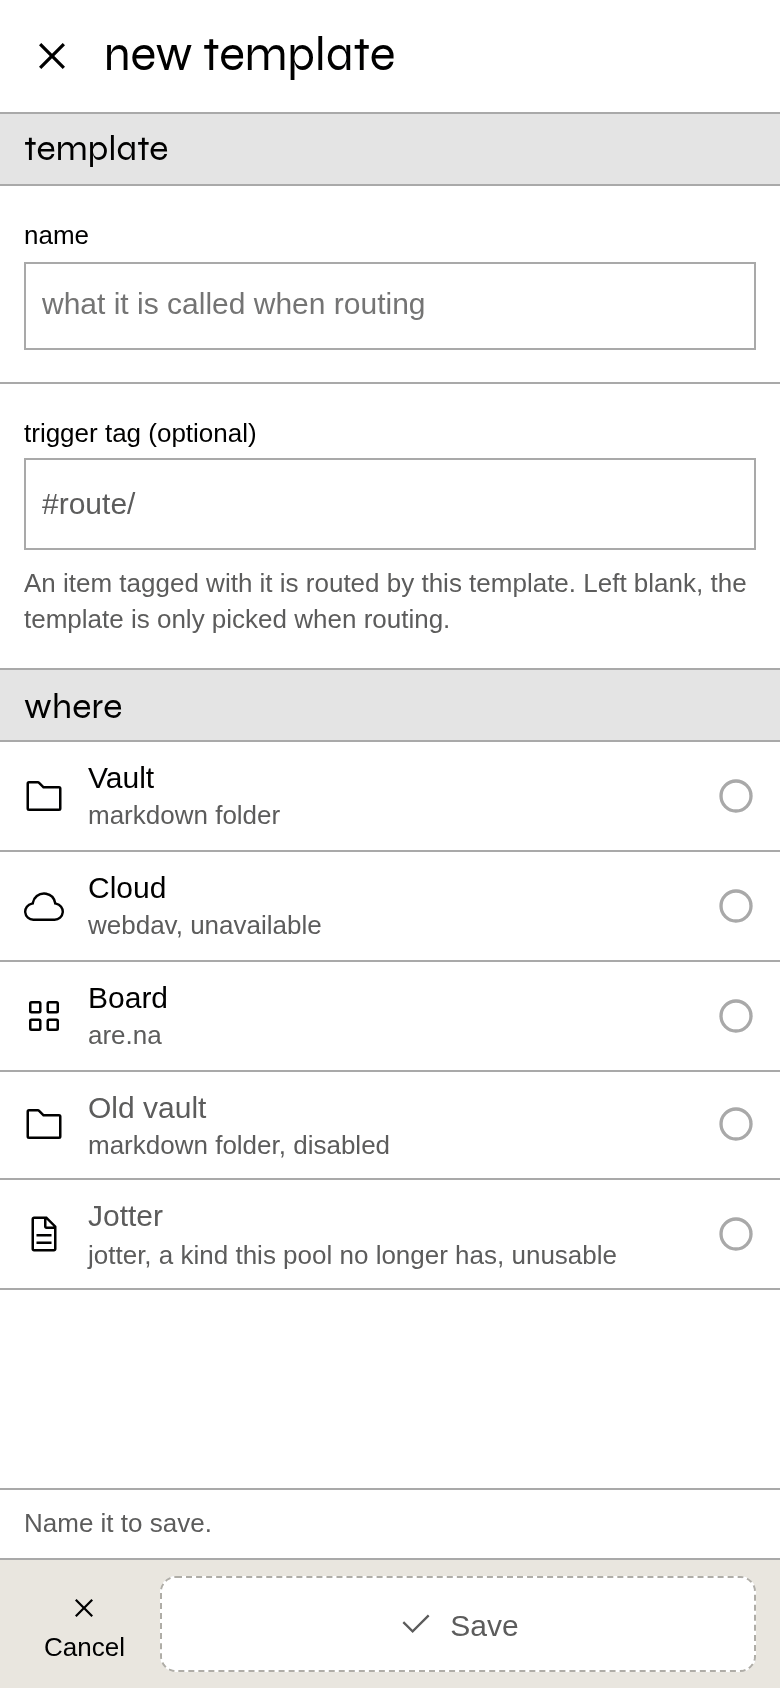 new template
template
name
what it is called when routing
trigger tag (optional)
#route/
An item tagged with it is routed by this template. Left blank, the
template is only picked when routing.
where
Vault
markdown folder
Cloud
webdav, unavailable
Board
are.na
Old vault
markdown folder, disabled
Jotter
jotter, a kind this pool no longer has, unusable
Name it to save.
Cancel
Save